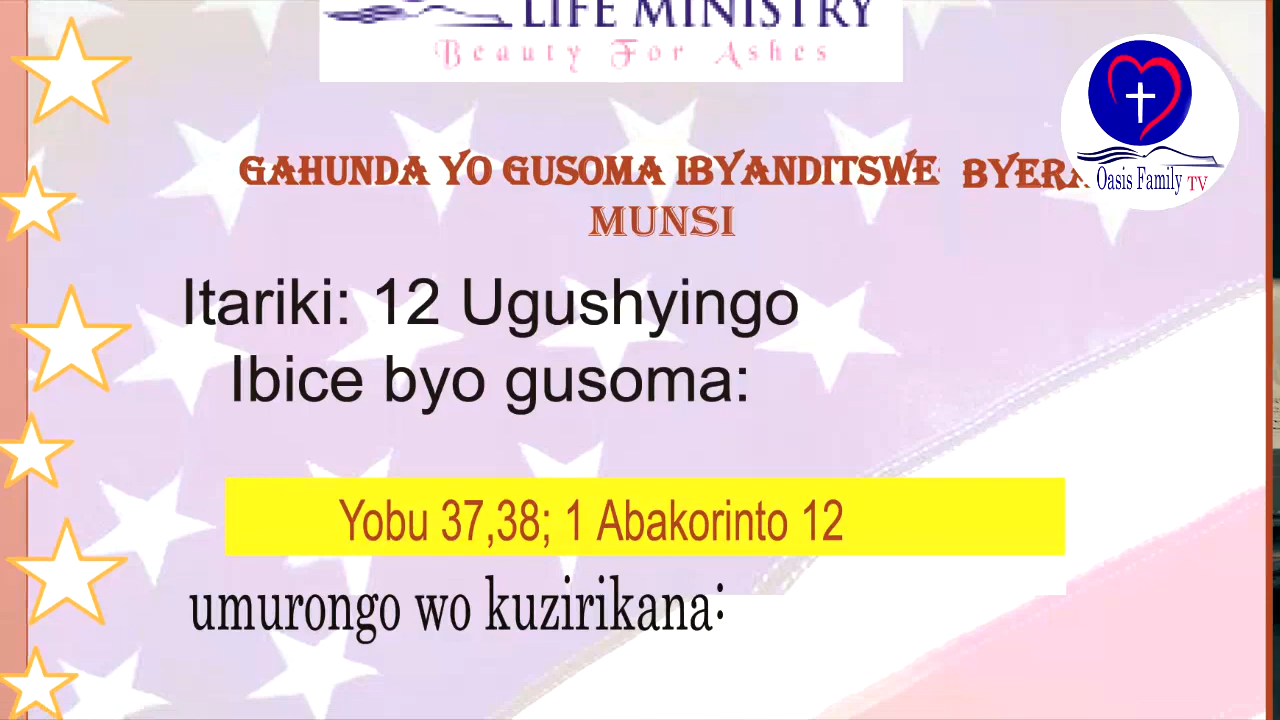 LIFE MINISTRY
Beauty For Ashes
GAHUNDA YO GUSOMA IBYANDITSWE BYERA
MUNSI
Oasis Family TV
Itariki: 12 Ugushyingo
Ibice byo gusoma:
Yobu 37,38; 1 Abakorinto 12
umurongo wo kuzirikana: